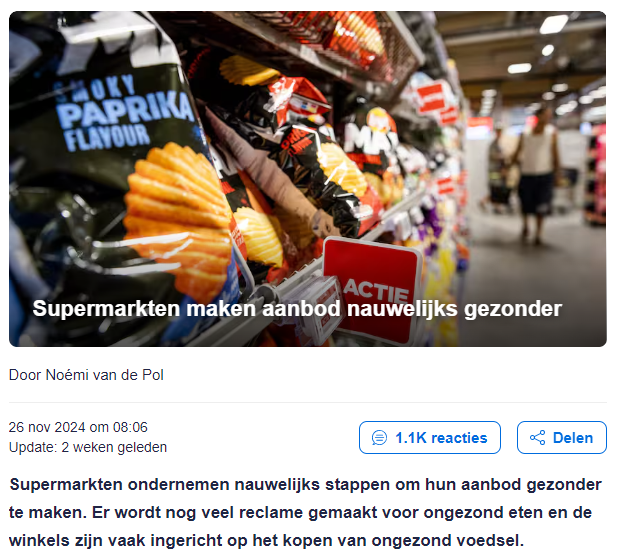 SMOKY
PAPRIKA
FLAVOUR
MA
ACTIE
Supermarkten maken aanbod nauwelijks gezonder
Door Noémi van de Pol
26 nov 2024 om 08:06
Update: 2 weken geleden
1.1K reacties
Delen
Supermarkten ondernemen nauwelijks stappen om hun aanbod gezonder
te maken. Er wordt nog veel reclame gemaakt voor ongezond eten en de
winkels zijn vaak ingericht op het kopen van ongezond voedsel.